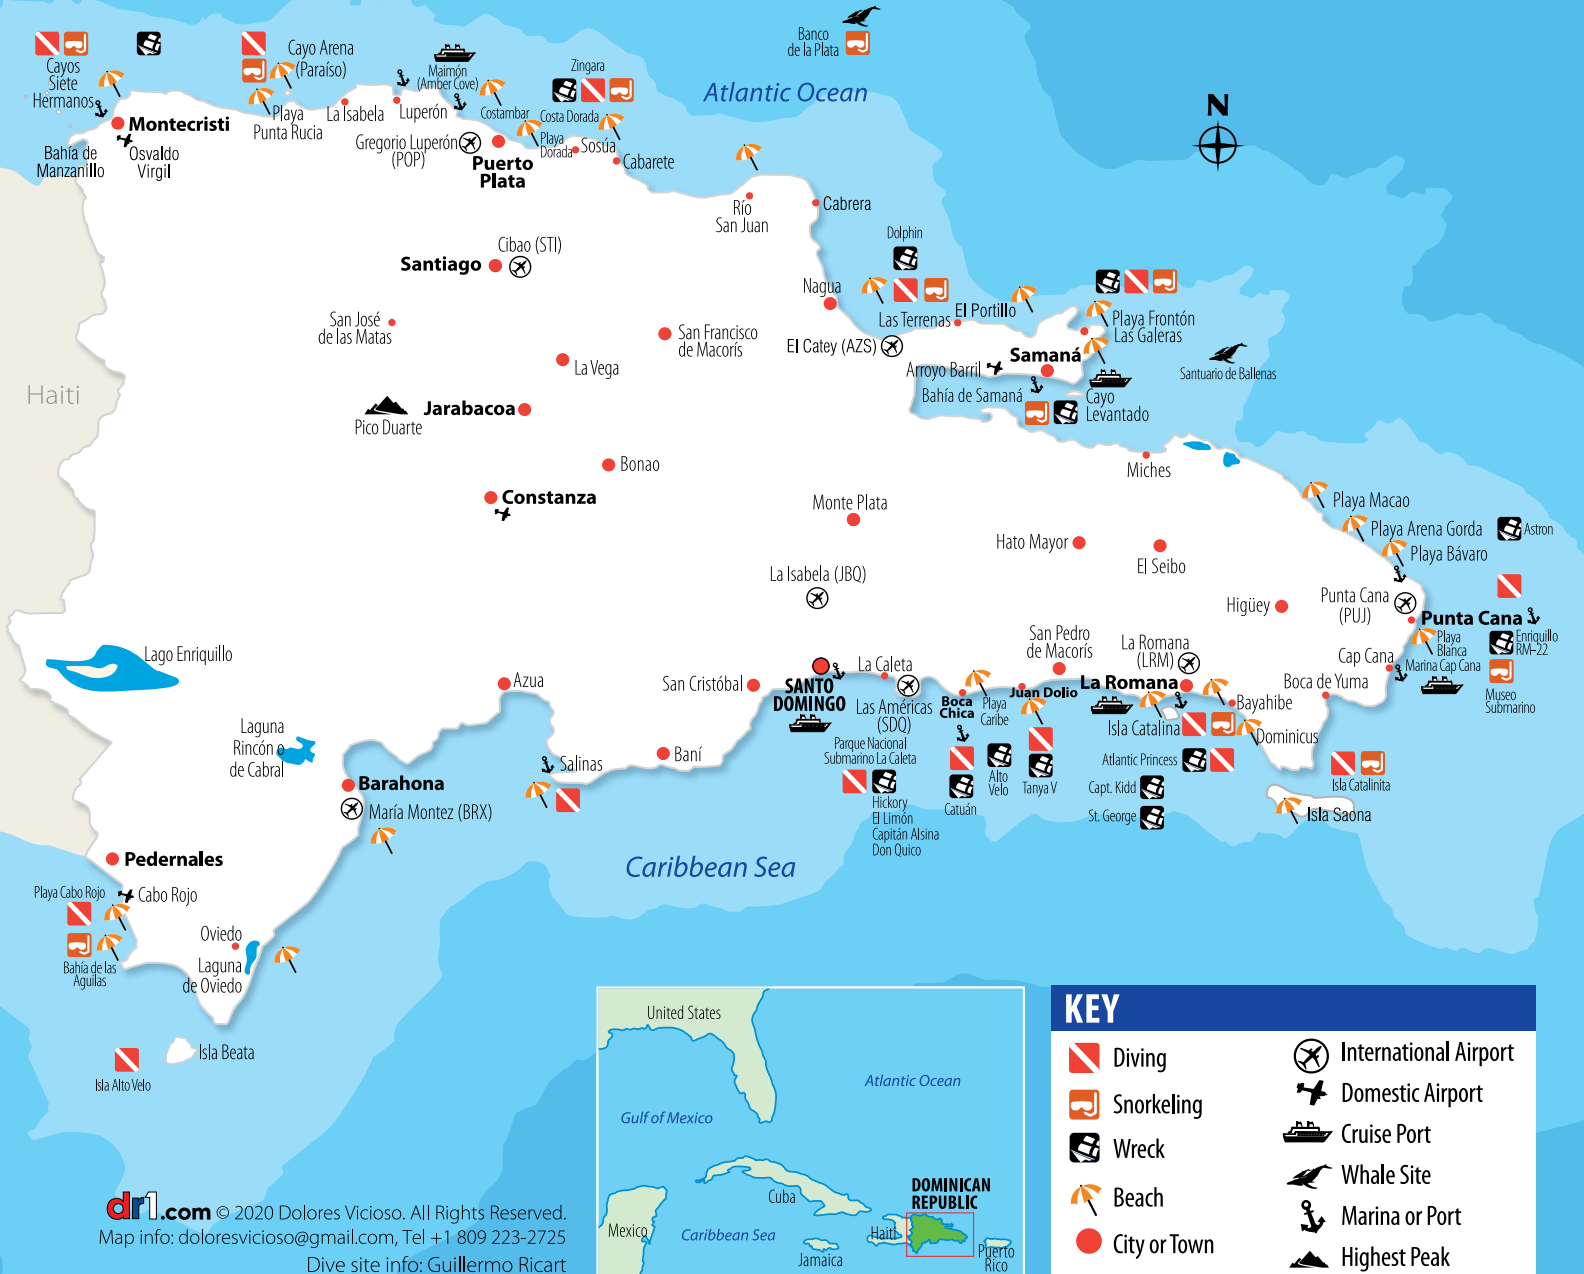 Banco
de la Plata
Cayos
Siete
Hermanos
Cayo Arena
(Paraíso)
Maimón
(Amber Cove)
Zingara
Atlantic Ocean
N
Montecristi
Bahía de
Manzanillo
Osvaldo
Virgil
Playa
Punta Rucia
La Isabela
Luperón
Costambar
Costa Dorada
Gregorio Luperón
(POP)
Puerto
Plata
Playa
Dorada
Sosúa
Cabarete
Río
San Juan
Cabrera
Dolphin
Cibao (STI)
Santiago
Nagua
Las Terrenas
El Portillo
Playa Frontón
Las Galeras
San José
de las Matas
San Francisco
de Macorís
El Catey (AZS)
Samaná
Arroyo Barril
Bahía de Samaná
Cayo
Levantado
Santuario de Ballenas
La Vega
Haiti
Pico Duarte
Jarabacoa
Bonao
Miches
Constanza
Monte Plata
Playa Macao
Playa Arena Gorda
Astron
Playa Bávaro
Hato Mayor
El Seibo
La Isabela (JBQ)
Higüey
Punta Cana
(PUJ)
Punta Cana
Playa
Blanca
Enriquillo
RM-22
Cap Cana
Marina Cap Cana
Museo
Submarino
Boca de Yuma
San Pedro
de Macorís
La Romana
(LRM)
La Romana
Lago Enriquillo
Azua
San Cristóbal
SANTO
DOMINGO
La Caleta
Las Américas
(SDQ)
Boca
Chica
Playa
Caribe
Juan Dolio
Bayahibe
Isla Catalina
Dominicus
Laguna
Rincón o
de Cabral
Salinas
Baní
Parque Nacional
Submarino La Caleta
Hickory
El Limón
Capitán Alsina
Don Quico
Catuán
Alto
Velo
Tanya V
Atlantic Princess
Capt. Kidd
St. George
Isla Catalinita
Isla Saona
Barahona
María Montez (BRX)
Caribbean Sea
Pedernales
Playa Cabo Rojo
Cabo Rojo
Bahía de las
Aguilas
Oviedo
Laguna
de Oviedo
Isla Beata
Isla Alto Velo
United States
Atlantic Ocean
Gulf of Mexico
Cuba
DOMINICAN
REPUBLIC
Mexico
Caribbean Sea
Haiti
Jamaica
Puerto
Rico
KEY
Diving
Snorkeling
Wreck
Beach
City or Town
International Airport
Domestic Airport
Cruise Port
Whale Site
Marina or Port
Highest Peak
dr1.com © 2020 Dolores Vicioso. All Rights Reserved.
Map info: doloresvicioso@gmail.com, Tel +1 809 223-2725
Dive site info: Guillermo Ricart